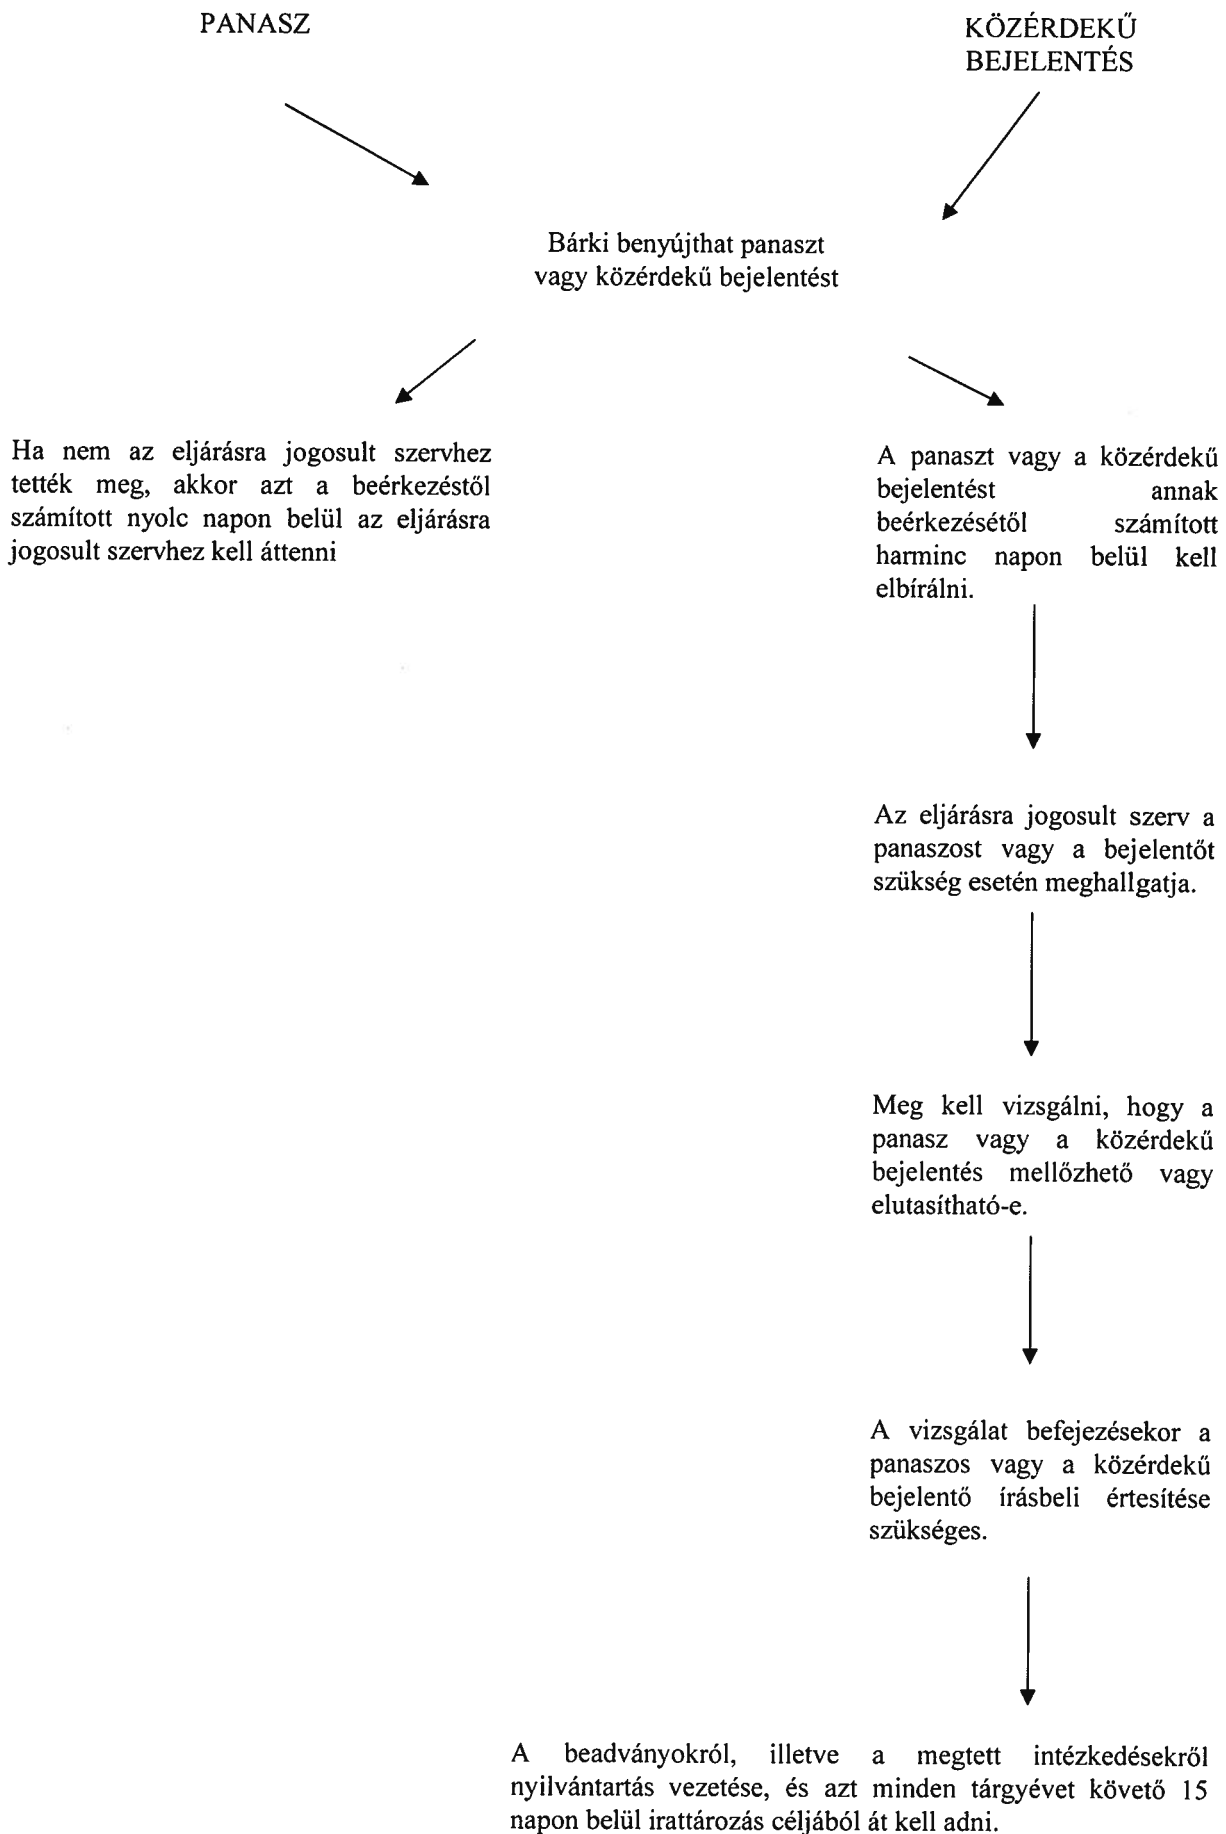 PANASZ
KÖZÉRDEKŰ
BEJELENTÉS
Bárki benyújthat panaszt
vagy közérdekű bejelentést
Ha nem az eljárásra jogosult szervhez
tették meg, akkor azt a beérkezéstől
számított nyolc napon belül az eljárásra
jogosult szervhez kell áttenni
A panaszt vagy a közérdekű
bejelentést annak
beérkezésétől számított
harminc napon belül kell
elbírálni.
Az eljárásra jogosult szerv a
panaszost vagy a bejelentőt
szükség esetén meghallgatja.
Meg kell vizsgálni, hogy a
panasz vagy a közérdekű
bejelentés mellőzhető vagy
elutasítható-e.
A vizsgálat befejezésekor a
panaszos vagy a közérdekű
bejelentő írásbeli értesítése
szükséges.
A beadványokról, illetve a megtett intézkedésekről
nyilvántartás vezetése, és azt minden tárgyévet követő 15
napon belül irattározás céljából át kell adni.